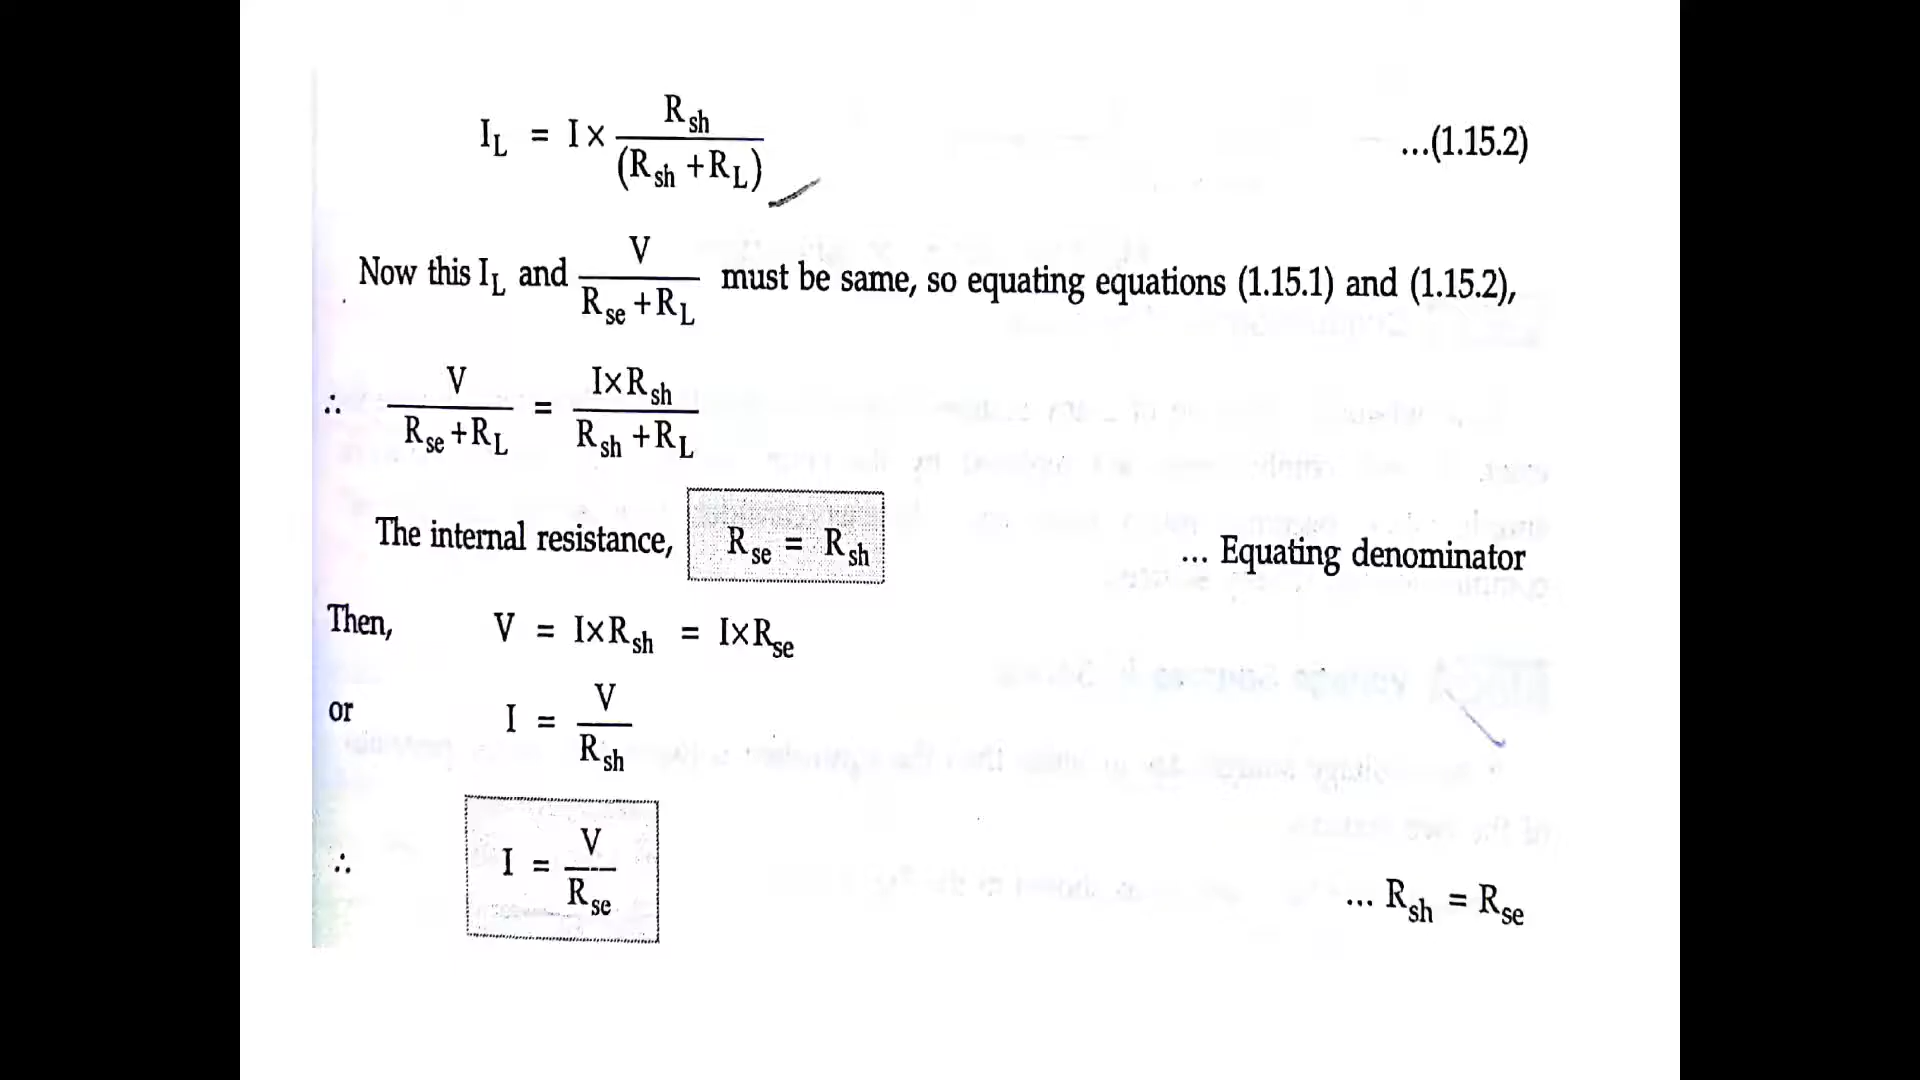 I_L = I × R_sh / (R_sh + R_L) ...(1.15.2)
Now this I_L and V / (R_se + R_L) must be same, so equating equations (1.15.1) and (1.15.2),
∴ V / (R_se + R_L) = I×R_sh / (R_sh + R_L)
The internal resistance, R_se = R_sh ... Equating denominator
Then, V = I×R_sh = I×R_se
or I = V / R_sh
∴ I = V / R_se ... R_sh = R_se